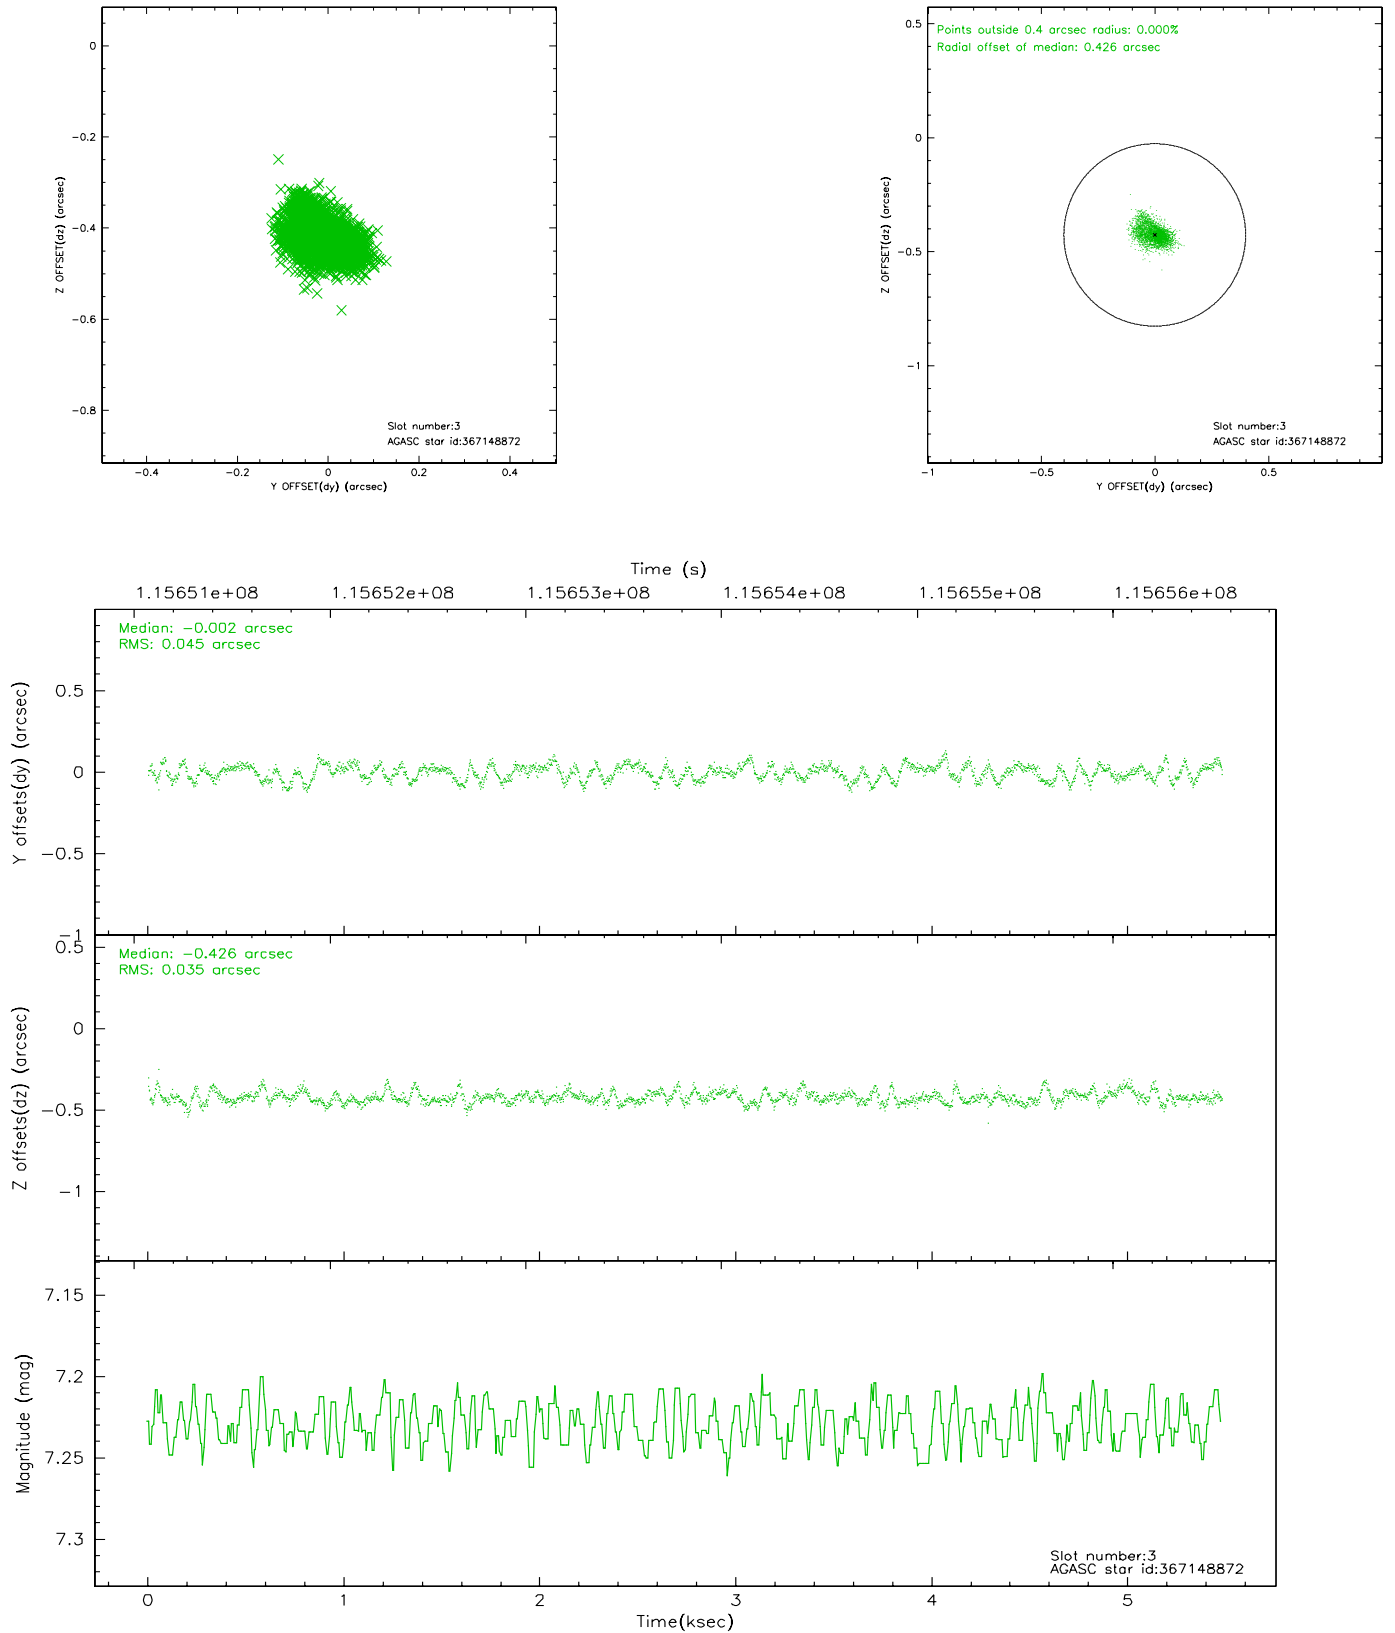 0
−0.2
−0.4
−0.6
−0.8
Z OFFSET(dz) (arcsec)
−0.4 −0.2 0 0.2 0.4
Y OFFSET(dy) (arcsec)
Slot number:3
AGASC star id:367148872
Points outside 0.4 arcsec radius: 0.000%
Radial offset of median: 0.426 arcsec
0.5
0
−0.5
−1
Z OFFSET(dz) (arcsec)
−1 −0.5 0 0.5
Y OFFSET(dy) (arcsec)
Slot number:3
AGASC star id:367148872
Time (s)
1.15651e+08 1.15652e+08 1.15653e+08 1.15654e+08 1.15655e+08 1.15656e+08
Median: −0.002 arcsec
RMS: 0.045 arcsec
0.5
0
−0.5
−1
Y offsets(dy) (arcsec)
Median: −0.426 arcsec
RMS: 0.035 arcsec
0.5
0
−0.5
−1
Z offsets(dz) (arcsec)
7.15
7.2
7.25
7.3
Magnitude (mag)
Slot number:3
AGASC star id:367148872
0 1 2 3 4 5
Time(ksec)